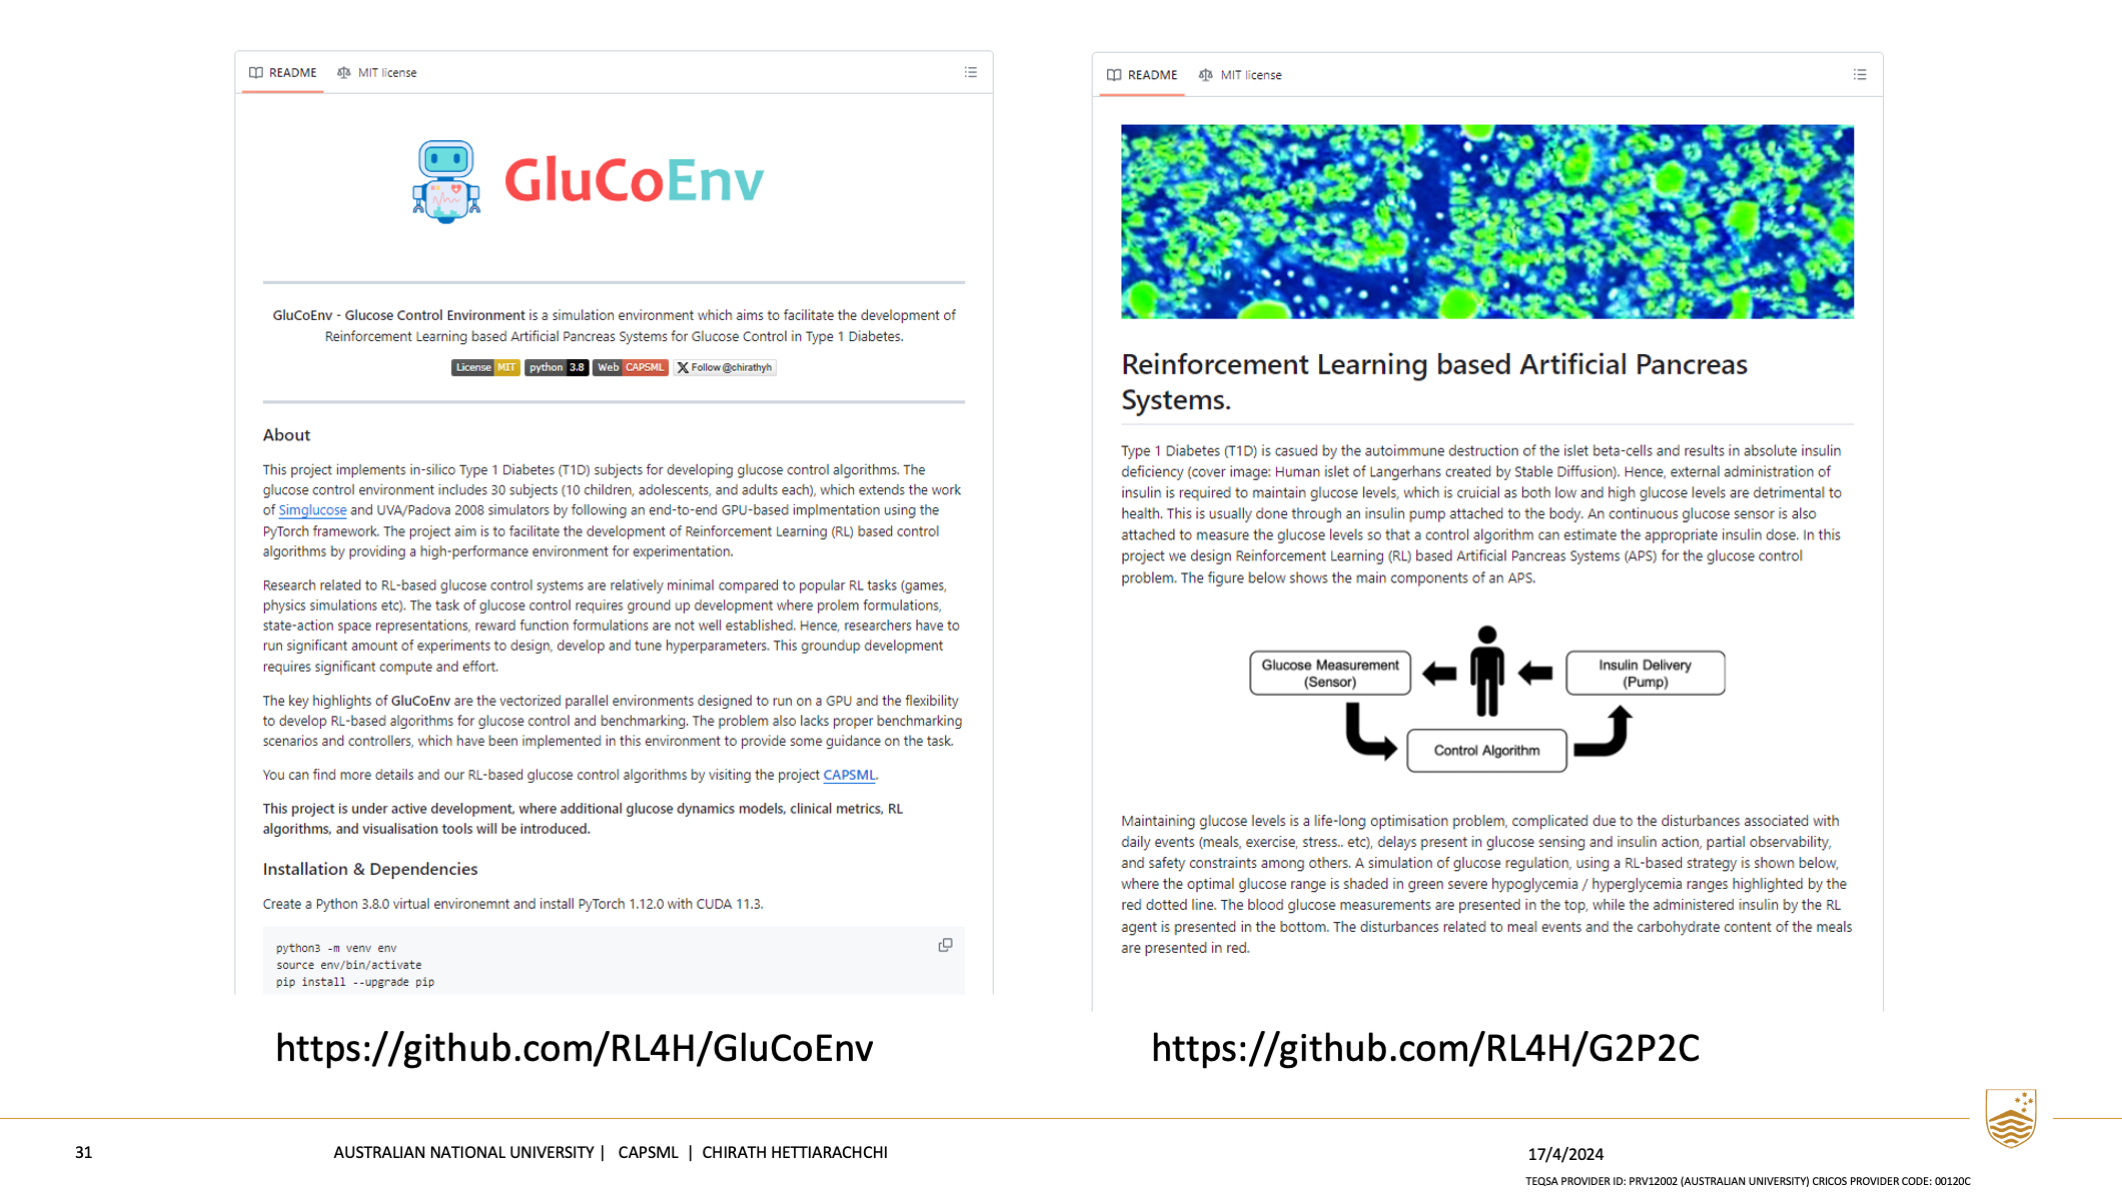 README MIT license
GluCoEnv
GluCoEnv - Glucose Control Environment is a simulation environment which aims to facilitate the development of
Reinforcement Learning based Artificial Pancreas Systems for Glucose Control in Type 1 Diabetes.
License MIT python 3.8 Web CAPSML X Follow @chirathyh
About
This project implements in-silico Type 1 Diabetes (T1D) subjects for developing glucose control algorithms. The
glucose control environment includes 30 subjects (10 children, adolescents, and adults each), which extends the work
of Simglucose and UVA/Padova 2008 simulators by following an end-to-end GPU-based implmentation using the
PyTorch framework. The project aim is to facilitate the development of Reinforcement Learning (RL) based control
algorithms by providing a high-performance environment for experimentation.
Research related to RL-based glucose control systems are relatively minimal compared to popular RL tasks (games,
physics simulations etc). The task of glucose control requires ground up development where prolem formulations,
state-action space representations, reward function formulations are not well established. Hence, researchers have to
run significant amount of experiments to design, develop and tune hyperparameters. This groundup development
requires significant compute and effort.
The key highlights of GluCoEnv are the vectorized parallel environments designed to run on a GPU and the flexibility
to develop RL-based algorithms for glucose control and benchmarking. The problem also lacks proper benchmarking
scenarios and controllers, which have been implemented in this environment to provide some guidance on the task.
You can find more details and our RL-based glucose control algorithms by visiting the project CAPSML.
This project is under active development, where additional glucose dynamics models, clinical metrics, RL
algorithms, and visualisation tools will be introduced.
Installation & Dependencies
Create a Python 3.8.0 virtual environemnt and install PyTorch 1.12.0 with CUDA 11.3.
python3 -m venv env
source env/bin/activate
pip install --upgrade pip
https://github.com/RL4H/GluCoEnv
README MIT license
Reinforcement Learning based Artificial Pancreas
Systems.
Type 1 Diabetes (T1D) is casued by the autoimmune destruction of the islet beta-cells and results in absolute insulin
deficiency (cover image: Human islet of Langerhans created by Stable Diffusion). Hence, external administration of
insulin is required to maintain glucose levels, which is cruicial as both low and high glucose levels are detrimental to
health. This is usually done through an insulin pump attached to the body. An continuous glucose sensor is also
attached to measure the glucose levels so that a control algorithm can estimate the appropriate insulin dose. In this
project we design Reinforcement Learning (RL) based Artificial Pancreas Systems (APS) for the glucose control
problem. The figure below shows the main components of an APS.
Glucose Measurement
(Sensor)
Insulin Delivery
(Pump)
Control Algorithm
Maintaining glucose levels is a life-long optimisation problem, complicated due to the disturbances associated with
daily events (meals, exercise, stress.. etc), delays present in glucose sensing and insulin action, partial observability,
and safety constraints among others. A simulation of glucose regulation, using a RL-based strategy is shown below,
where the optimal glucose range is shaded in green severe hypoglycemia / hyperglycemia ranges highlighted by the
red dotted line. The blood glucose measurements are presented in the top, while the administered insulin by the RL
agent is presented in the bottom. The disturbances related to meal events and the carbohydrate content of the meals
are presented in red.
https://github.com/RL4H/G2P2C
31
AUSTRALIAN NATIONAL UNIVERSITY | CAPSML | CHIRATH HETTIARACHCHI
17/4/2024
TEQSA PROVIDER ID: PRV12002 (AUSTRALIAN UNIVERSITY) CRICOS PROVIDER CODE: 00120C